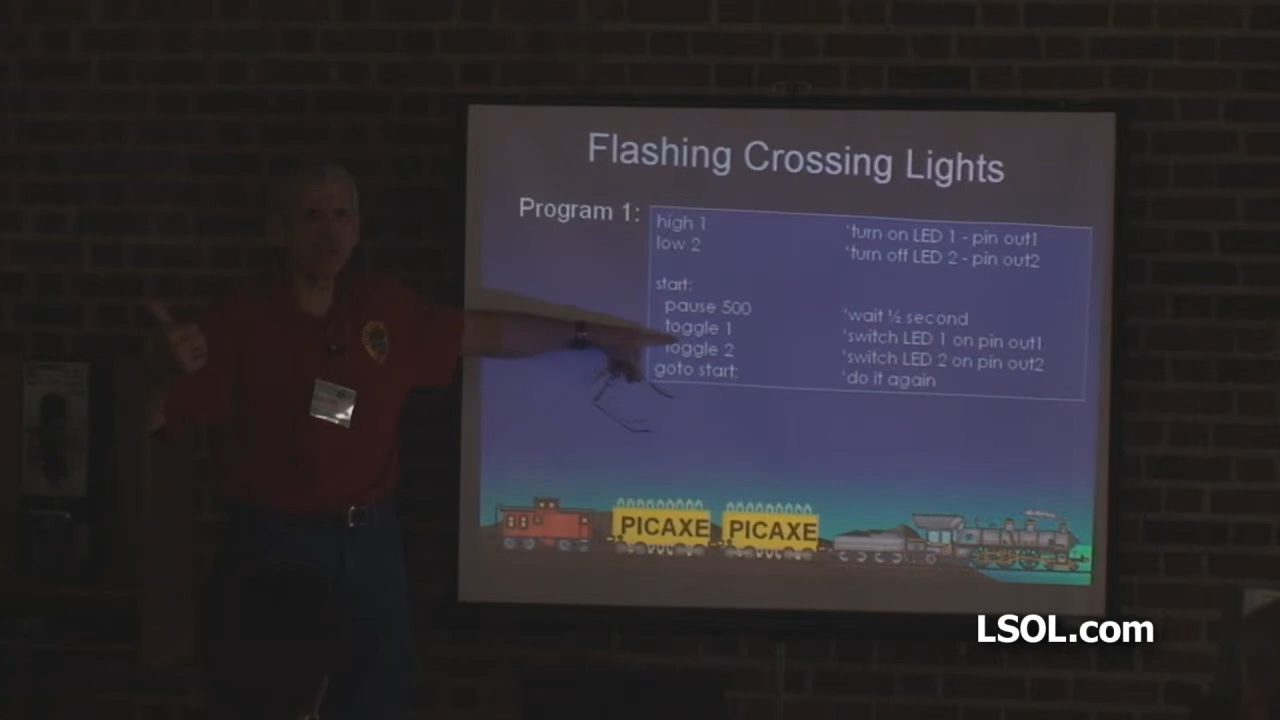 Flashing Crossing Lights
Program 1:
high 1 ‘turn on LED 1 - pin out1
low 2 ‘turn off LED 2 - pin out2
start:
pause 500 ‘wait ½ second
toggle 1 ‘switch LED 1 on pin out1
toggle 2 ‘switch LED 2 on pin out2
goto start: ‘do it again
PICAXE PICAXE
LSOL.com